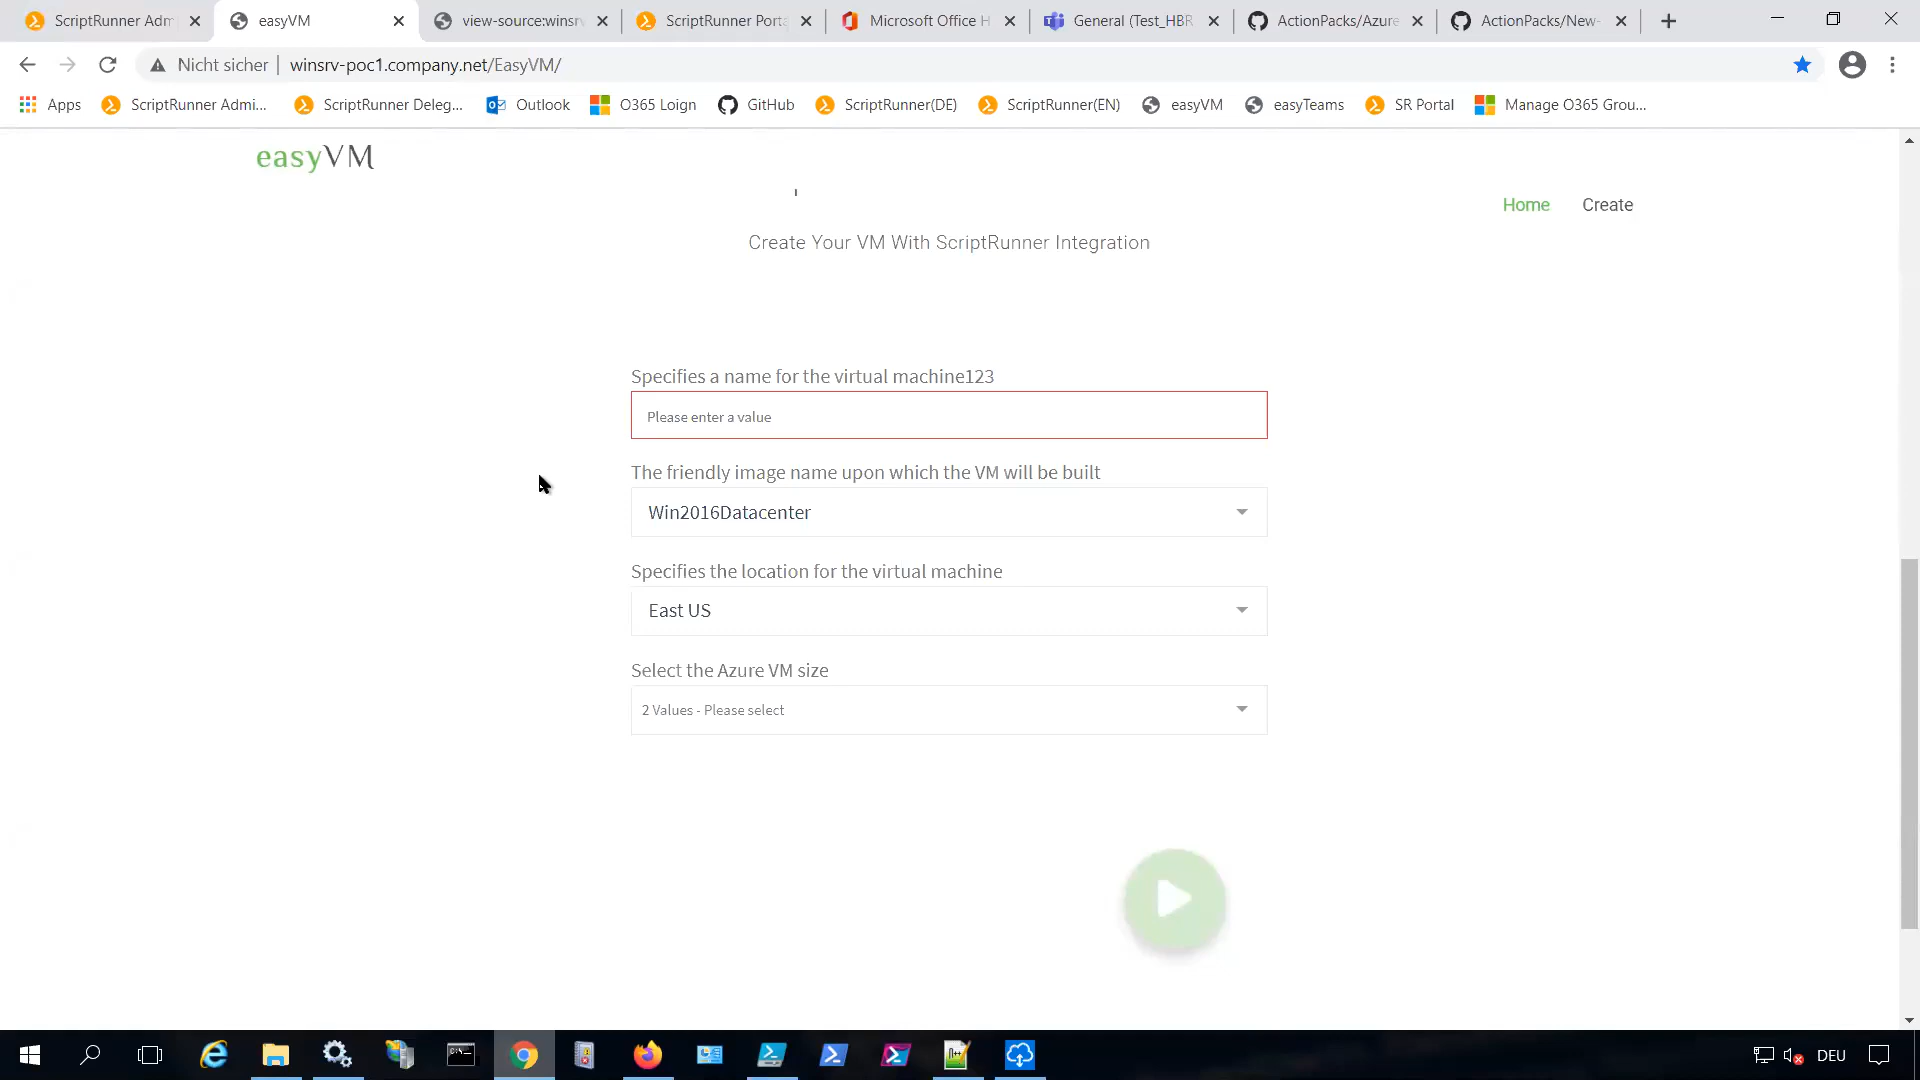 ScriptRunner Adm
easyVM
view-source:winsrv
ScriptRunner Porta
Microsoft Office H
General (Test_HBR
ActionPacks/Azure
ActionPacks/New-
Nicht sicher
winsrv-poc1.company.net/EasyVM/
Apps
ScriptRunner Admi...
ScriptRunner Deleg...
Outlook
O365 Loign
GitHub
ScriptRunner(DE)
ScriptRunner(EN)
easyVM
easyTeams
SR Portal
Manage O365 Grou...
easyVM
Home
Create
Create Your VM With ScriptRunner Integration
Specifies a name for the virtual machine123
Please enter a value
The friendly image name upon which the VM will be built
Win2016Datacenter
Specifies the location for the virtual machine
East US
Select the Azure VM size
2 Values - Please select
DEU